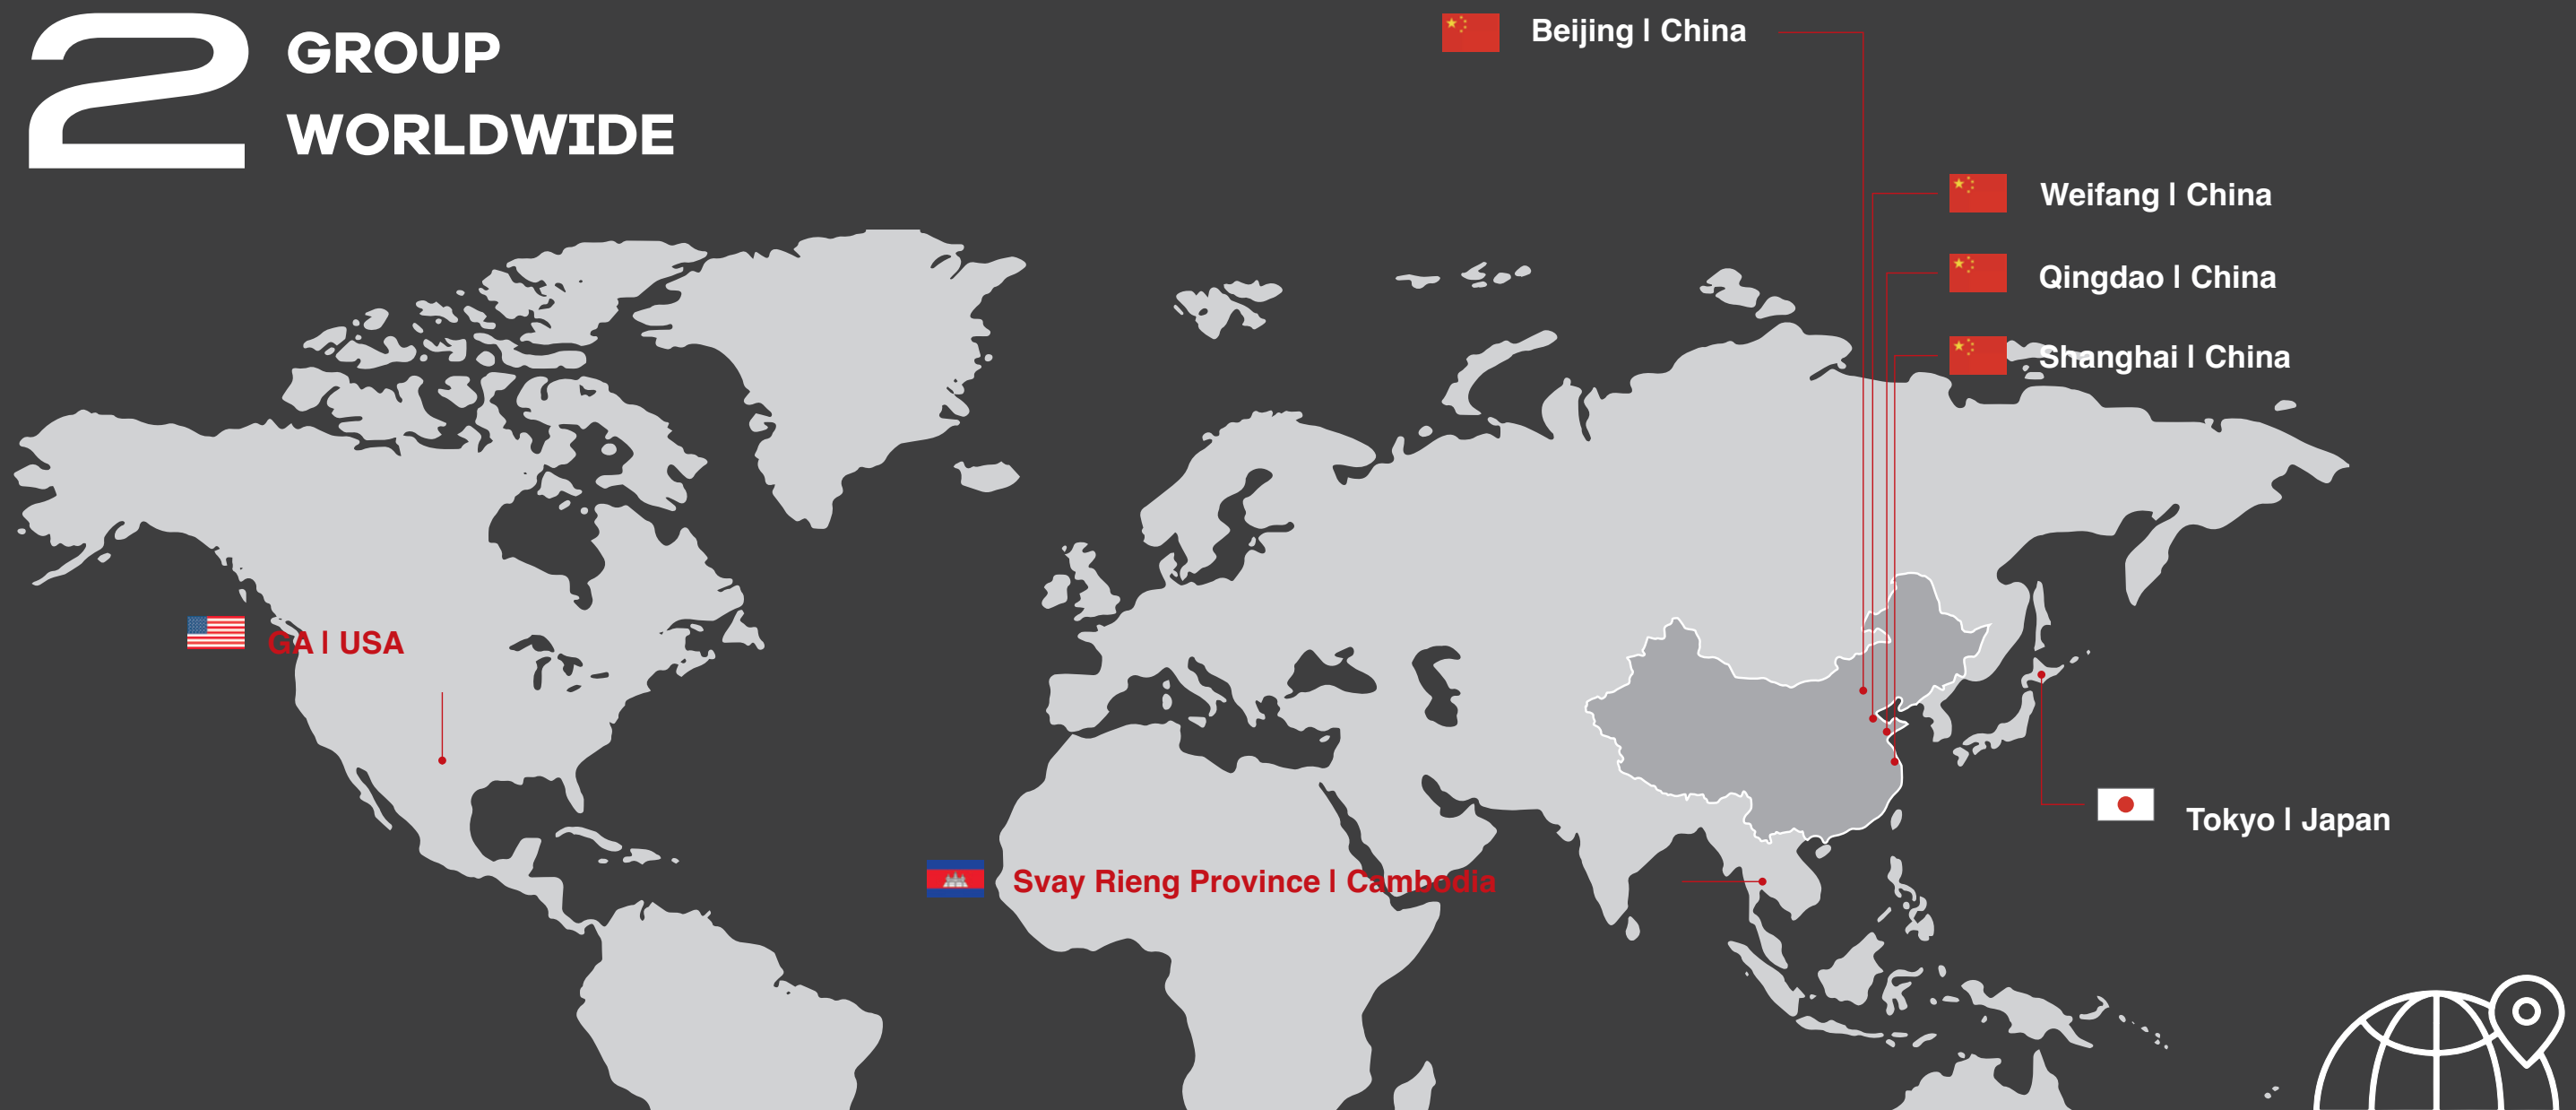 2
GROUP
WORLDWIDE
Beijing | China
Weifang | China
Qingdao | China
Shanghai | China
GA | USA
Tokyo | Japan
Svay Rieng Province | Cambodia